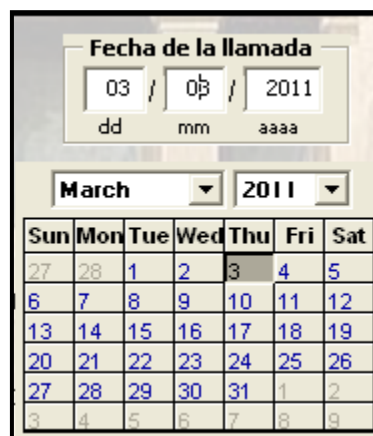 Fecha de la llamada
03 / 03 / 2011
dd mm aaaa
March 2011
Sun Mon Tue Wed Thu Fri Sat
27 28 1 2 3 4 5
6 7 8 9 10 11 12
13 14 15 16 17 18 19
20 21 22 23 24 25 26
27 28 29 30 31 1 2
3 4 5 6 7 8 9